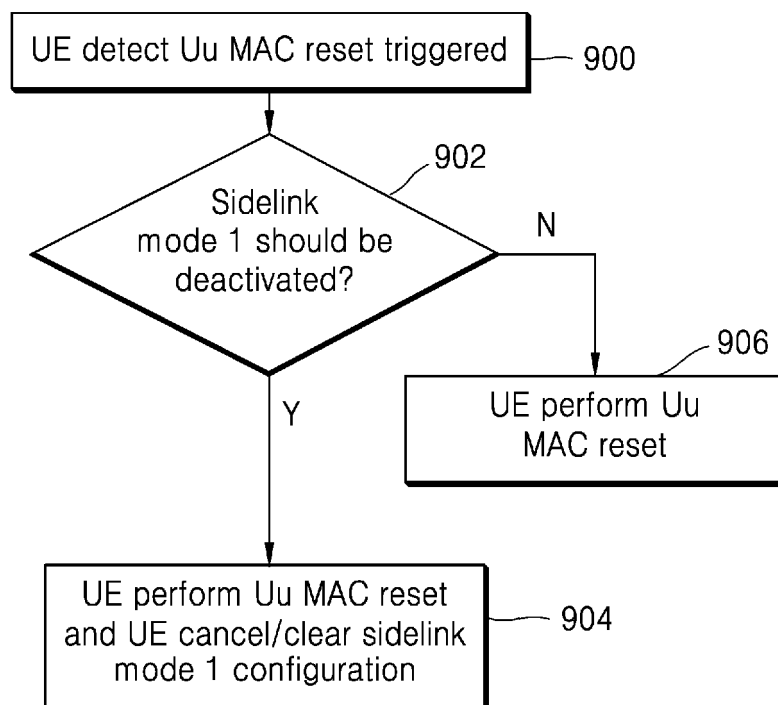 UE detect Uu MAC reset triggered
900
902
Sidelink
mode 1 should be
deactivated?
N
906
UE perform Uu
MAC reset
Y
UE perform Uu MAC reset
and UE cancel/clear sidelink
mode 1 configuration
904